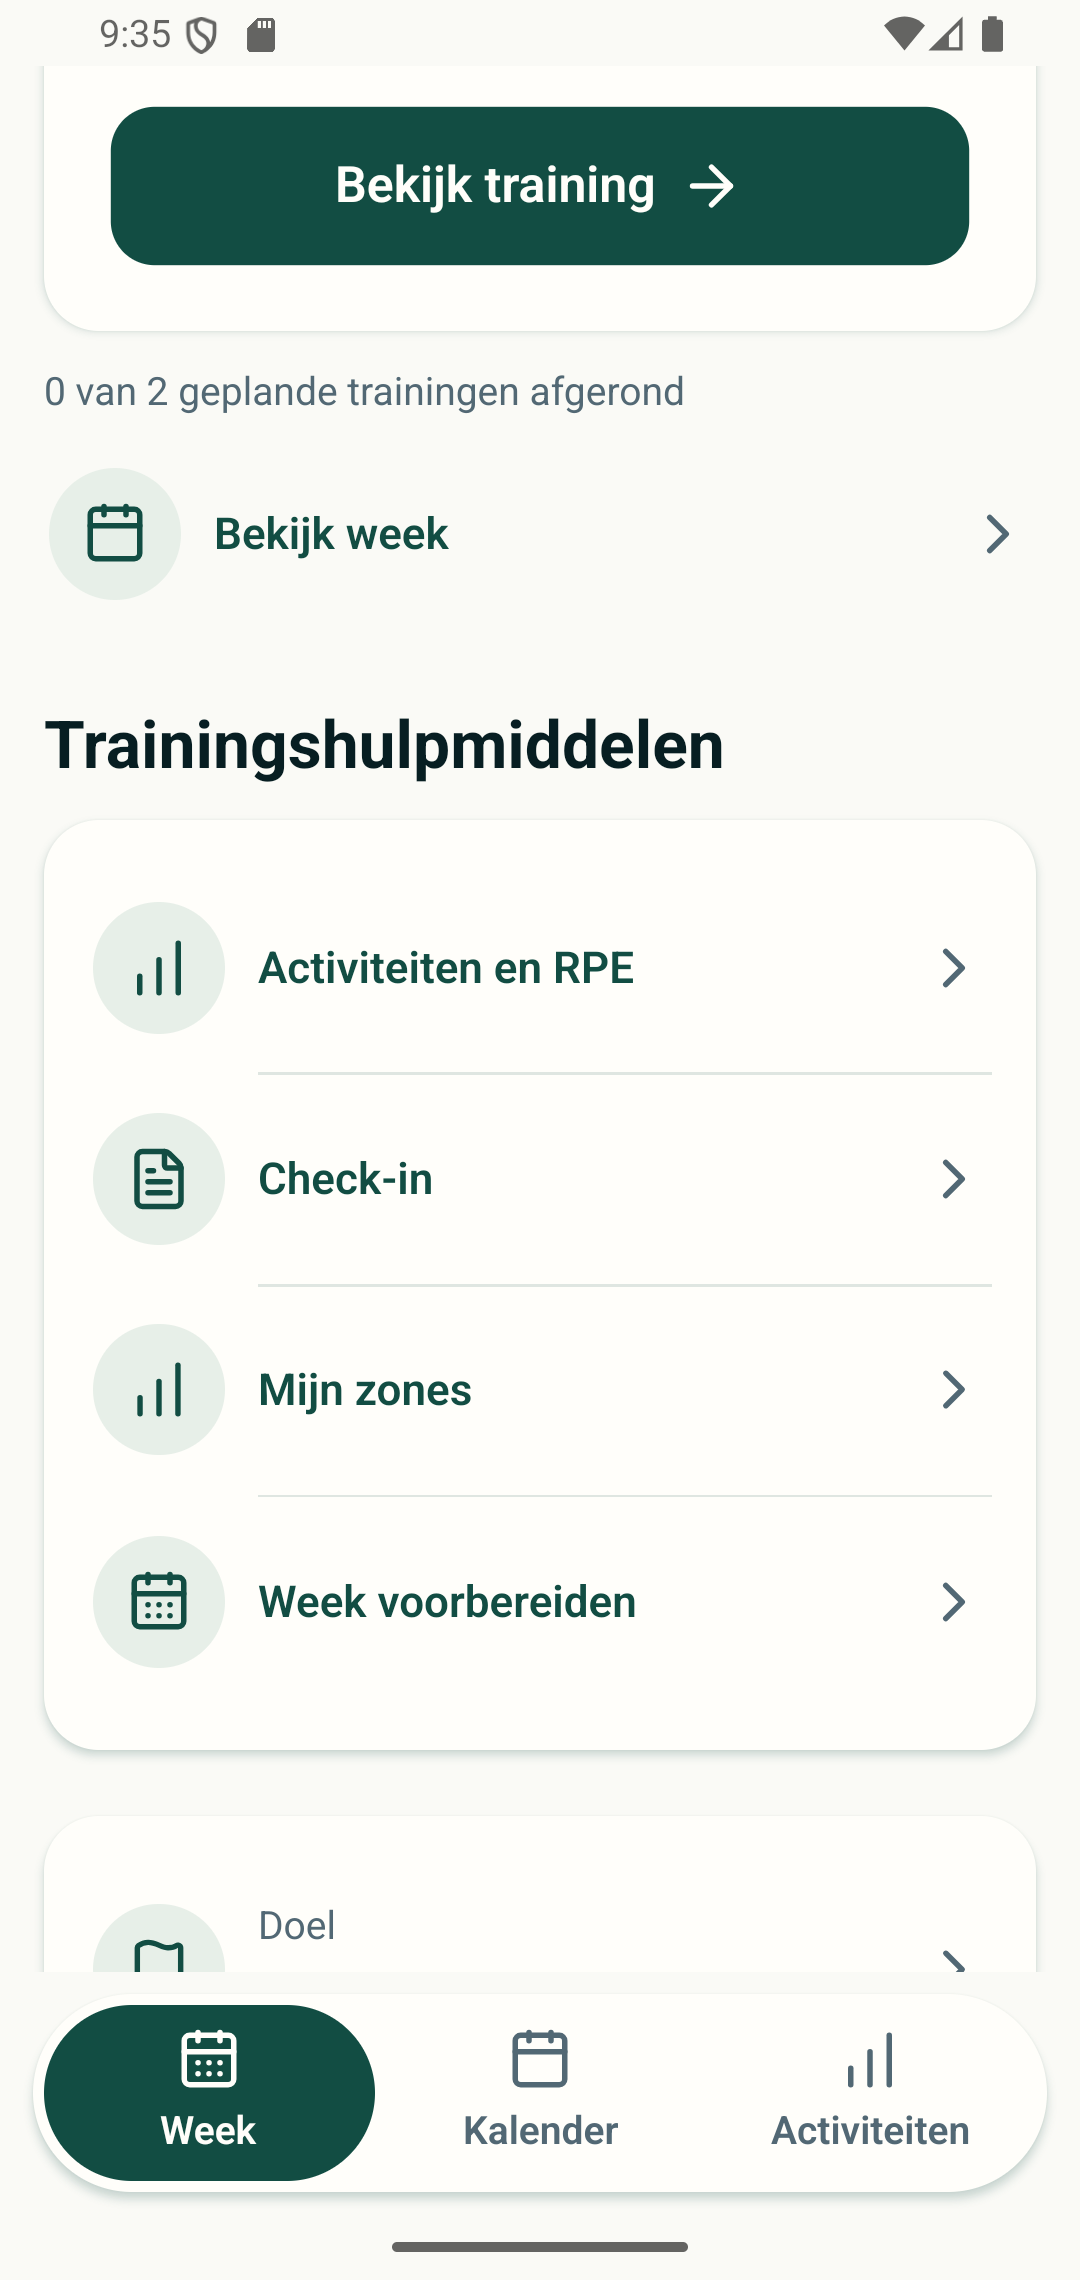 9:35
Bekijk training
0 van 2 geplande trainingen afgerond
Bekijk week
Trainingshulpmiddelen
Activiteiten en RPE
Check-in
Mijn zones
Week voorbereiden
Doel
Week
Kalender
Activiteiten